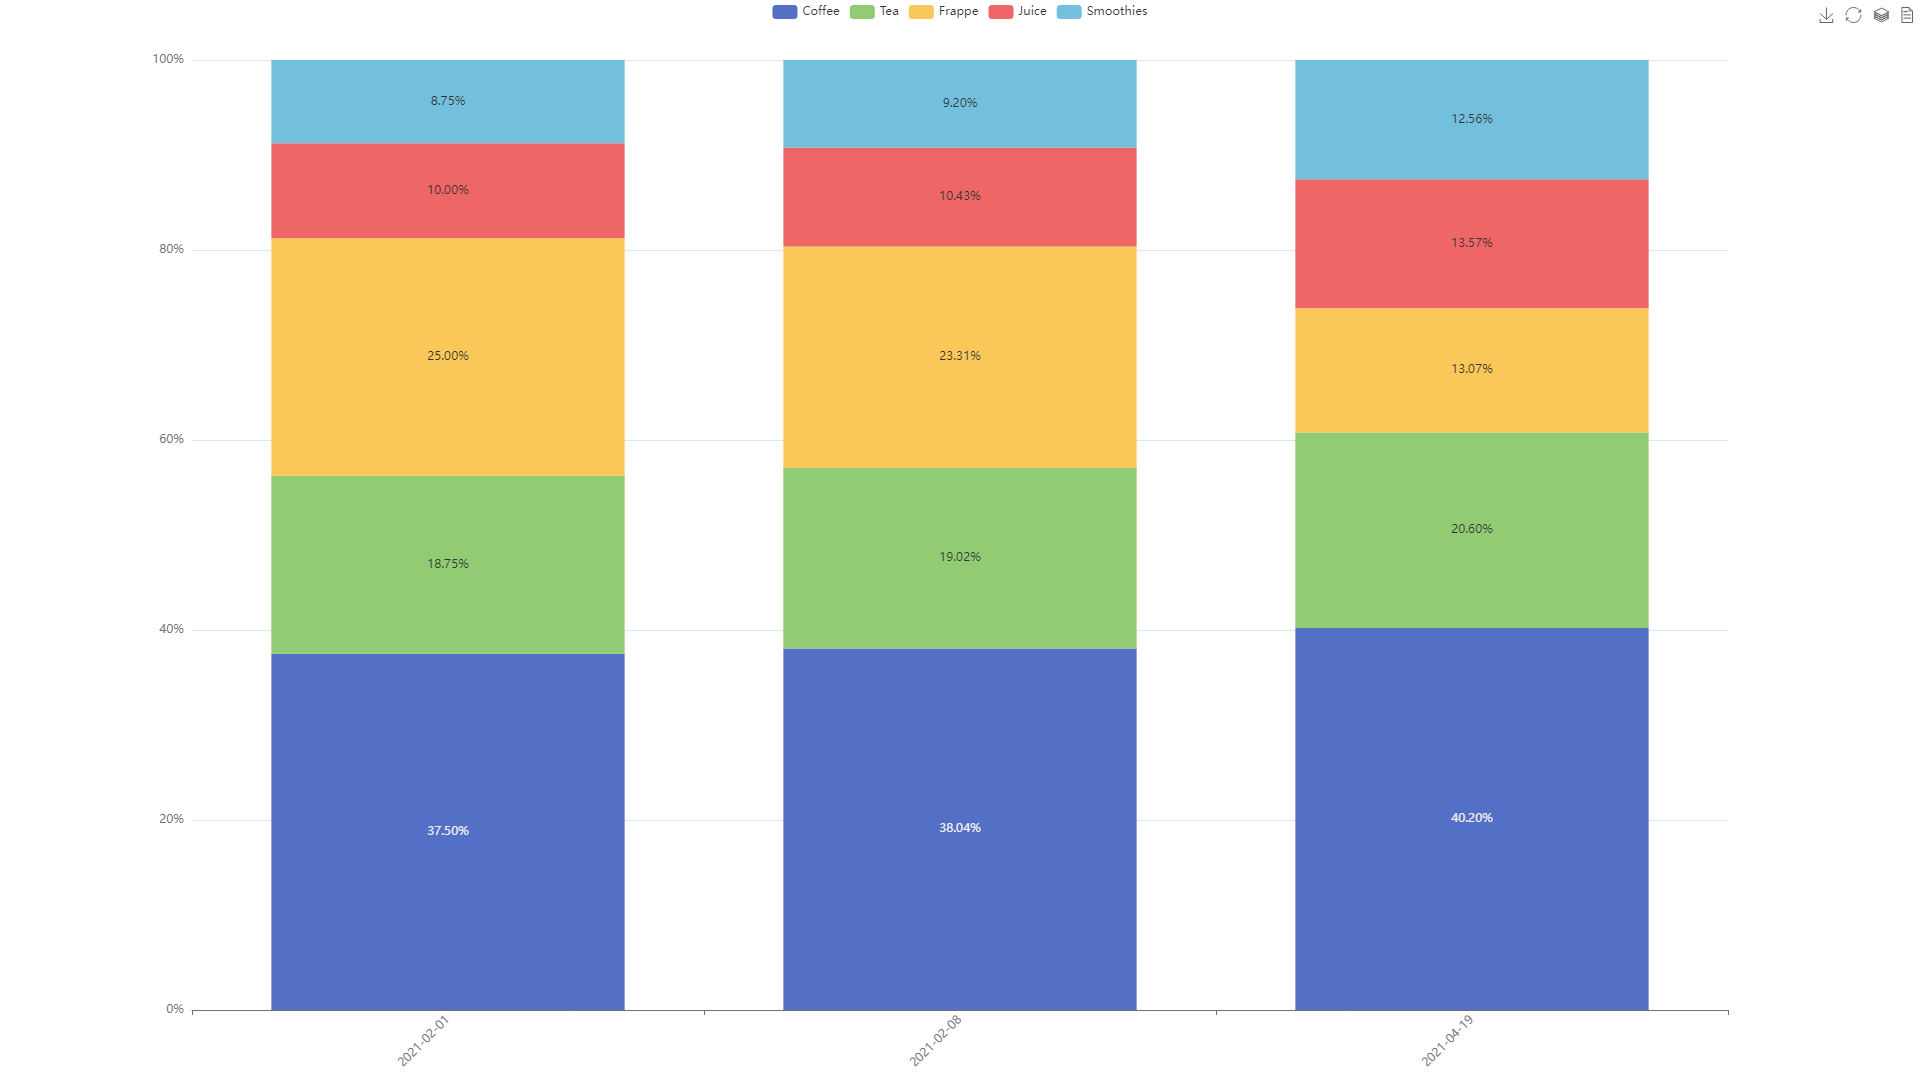 Coffee Tea Frappe Juice Smoothies
100%
80%
60%
40%
20%
0%
8.75% 9.20% 12.56%
10.00% 10.43% 13.57%
25.00% 23.31% 13.07%
18.75% 19.02% 20.60%
37.50% 38.04% 40.20%
2021-02-01 2021-02-08 2021-04-19